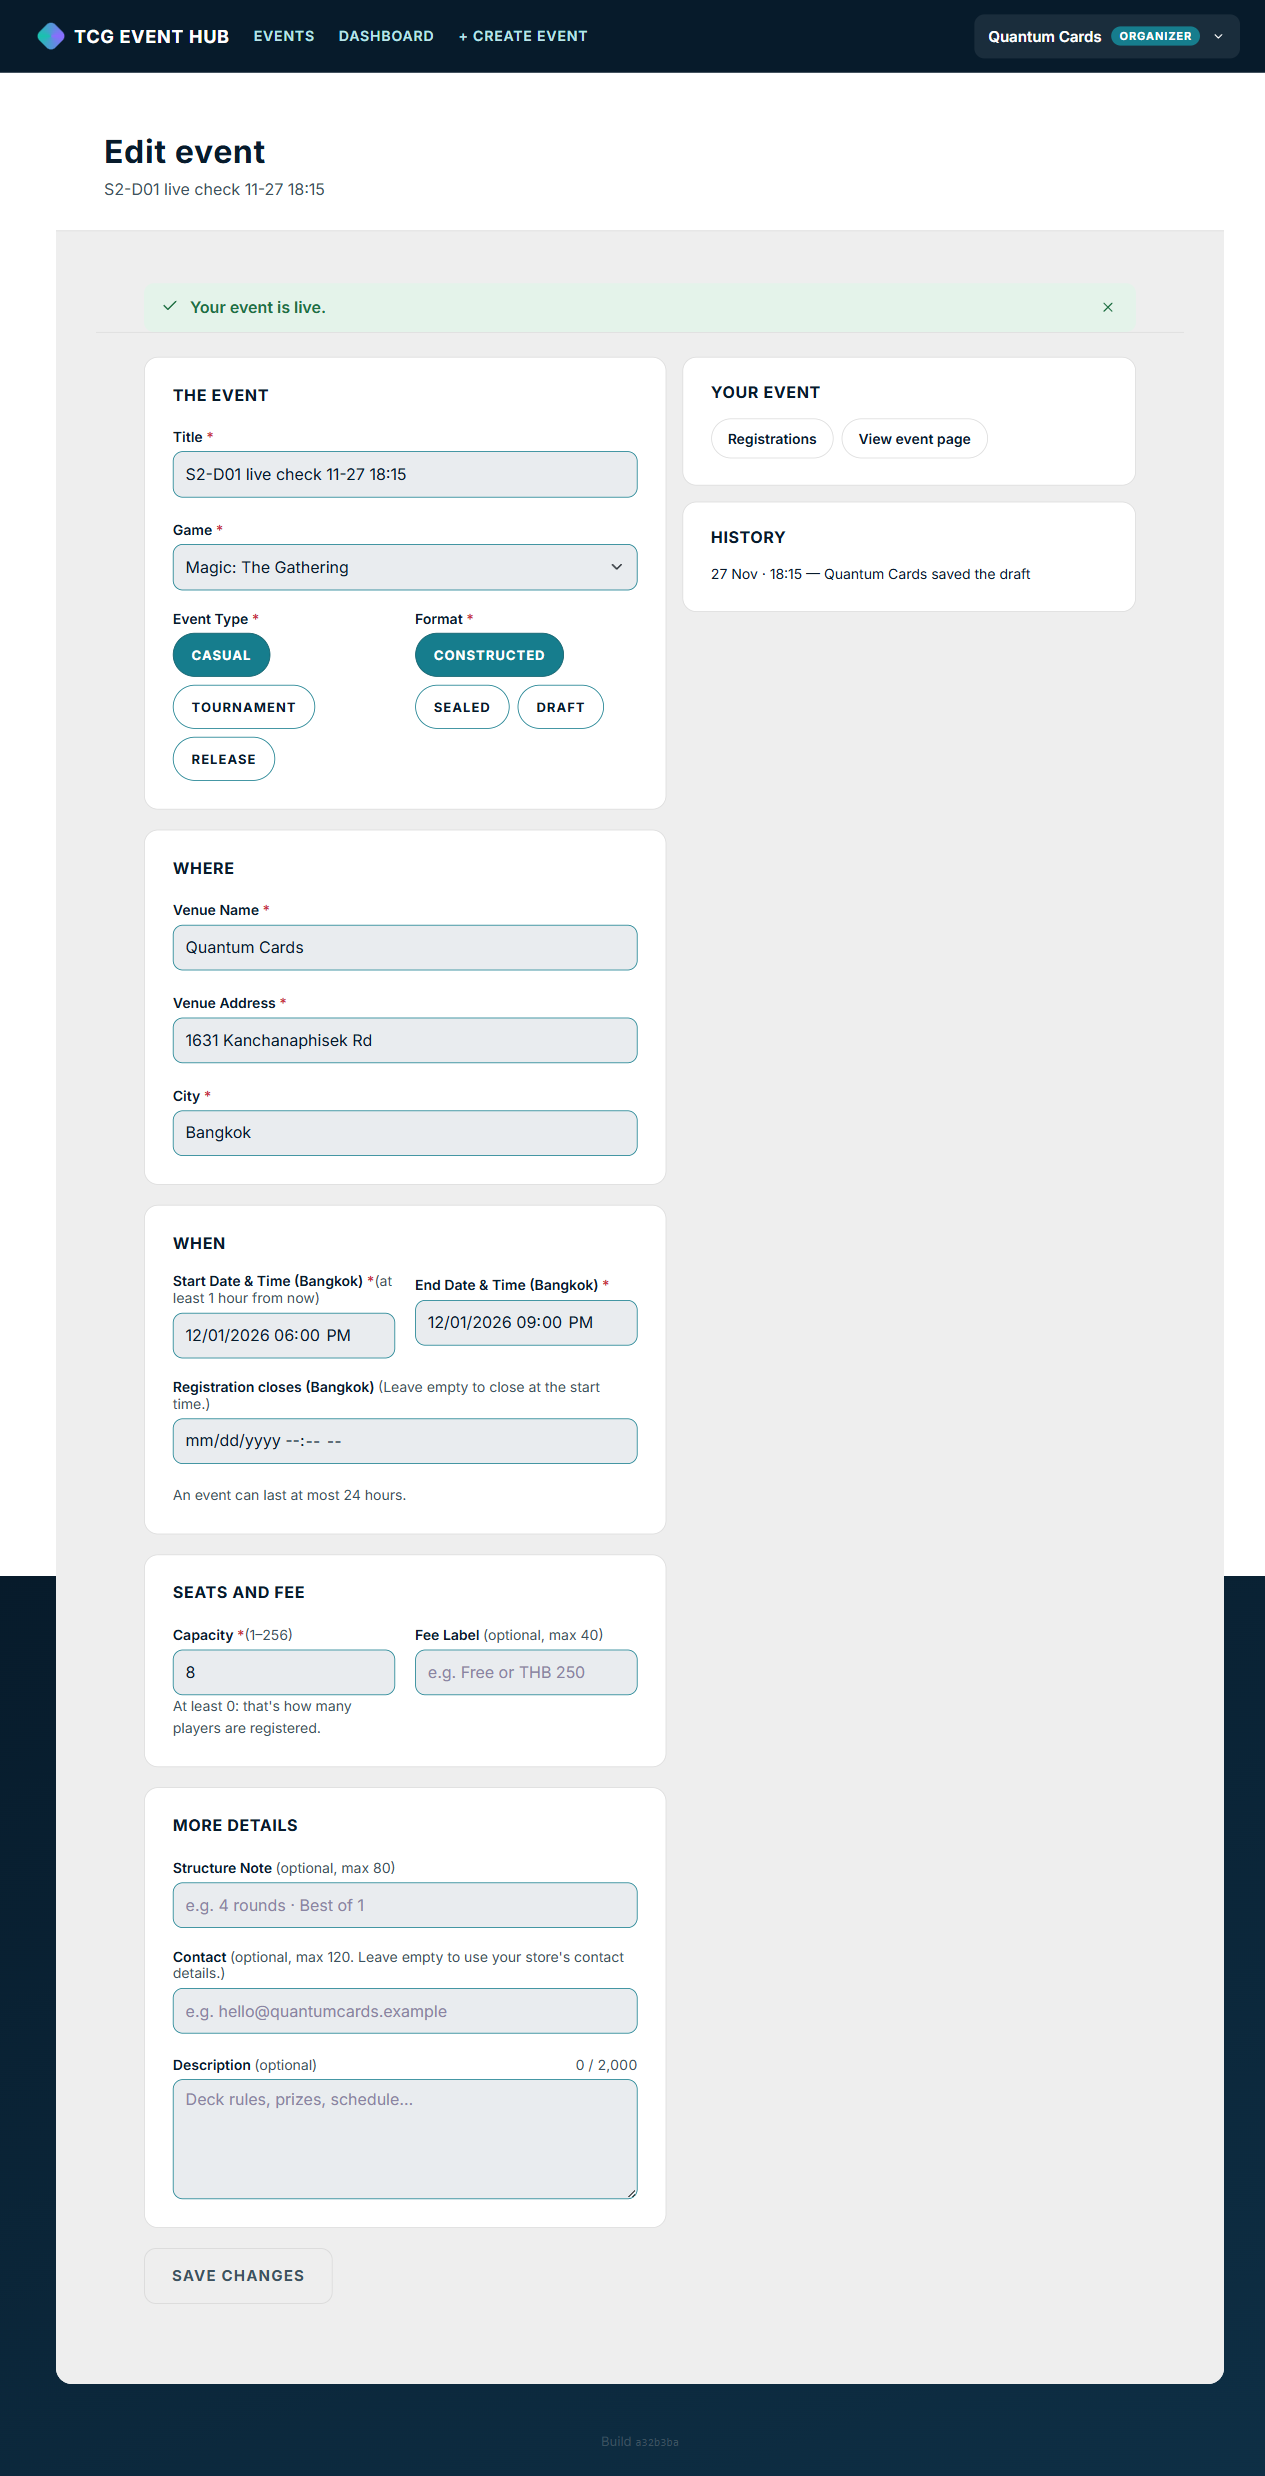 TCG EVENT HUB EVENTS DASHBOARD + CREATE EVENT Quantum Cards ORGANIZER
Edit event
S2-D01 live check 11-27 18:15
Your event is live.
THE EVENT
Title *
S2-D01 live check 11-27 18:15
Game *
Magic: The Gathering
Event Type * Format *
CASUAL CONSTRUCTED
TOURNAMENT SEALED DRAFT
RELEASE
YOUR EVENT
Registrations View event page
HISTORY
27 Nov · 18:15 — Quantum Cards saved the draft
WHERE
Venue Name *
Quantum Cards
Venue Address *
1631 Kanchanaphisek Rd
City *
Bangkok
WHEN
Start Date & Time (Bangkok) *(at
least 1 hour from now)
12/01/2026 06:00 PM
End Date & Time (Bangkok) *
12/01/2026 09:00 PM
Registration closes (Bangkok) (Leave empty to close at the start
time.)
mm/dd/yyyy --:-- --
An event can last at most 24 hours.
SEATS AND FEE
Capacity *(1–256)
8
At least 0: that's how many
players are registered.
Fee Label (optional, max 40)
e.g. Free or THB 250
MORE DETAILS
Structure Note (optional, max 80)
e.g. 4 rounds · Best of 1
Contact (optional, max 120. Leave empty to use your store's contact
details.)
e.g. hello@quantumcards.example
Description (optional) 0 / 2,000
Deck rules, prizes, schedule...
SAVE CHANGES
Build a32b3ba